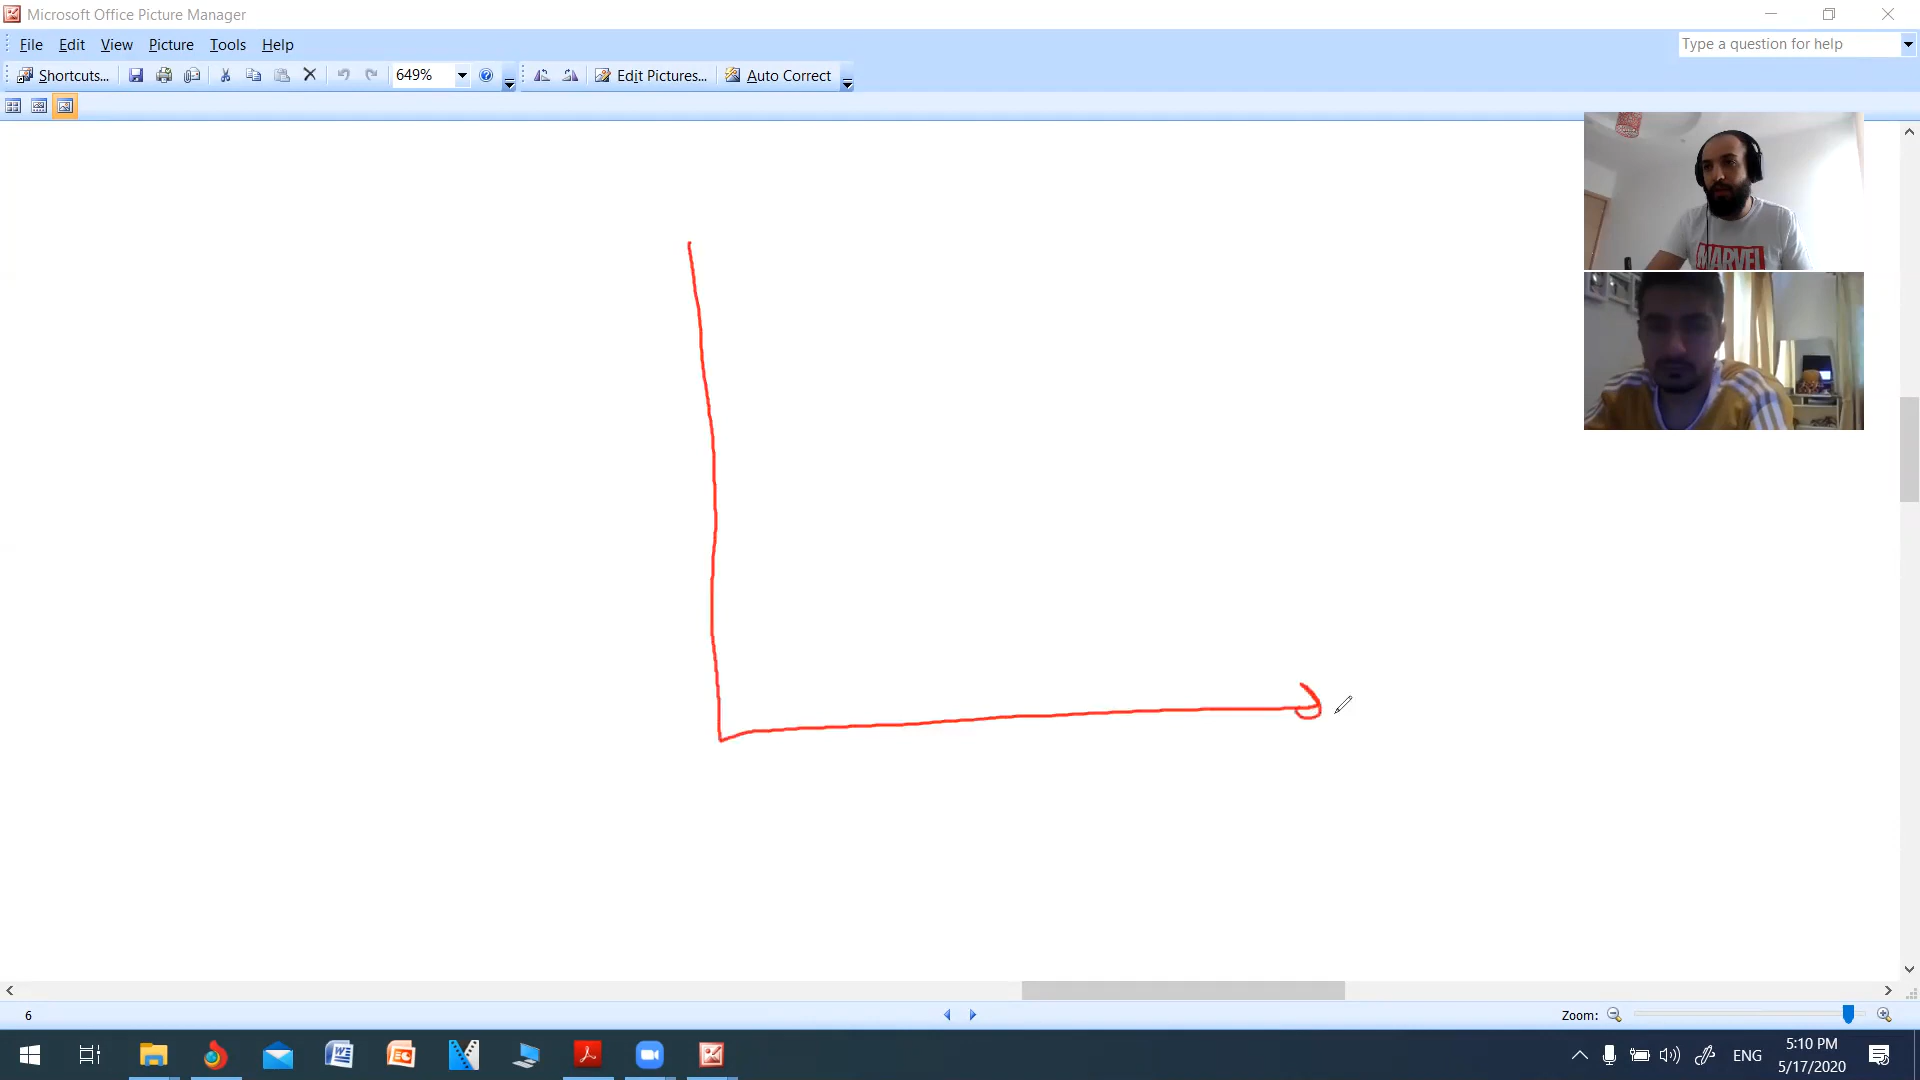 Microsoft Office Picture Manager
File Edit View Picture Tools Help
Type a question for help
Shortcuts... 649% Edit Pictures... Auto Correct
MARVEL
6
Zoom:
ENG
5:10 PM
5/17/2020